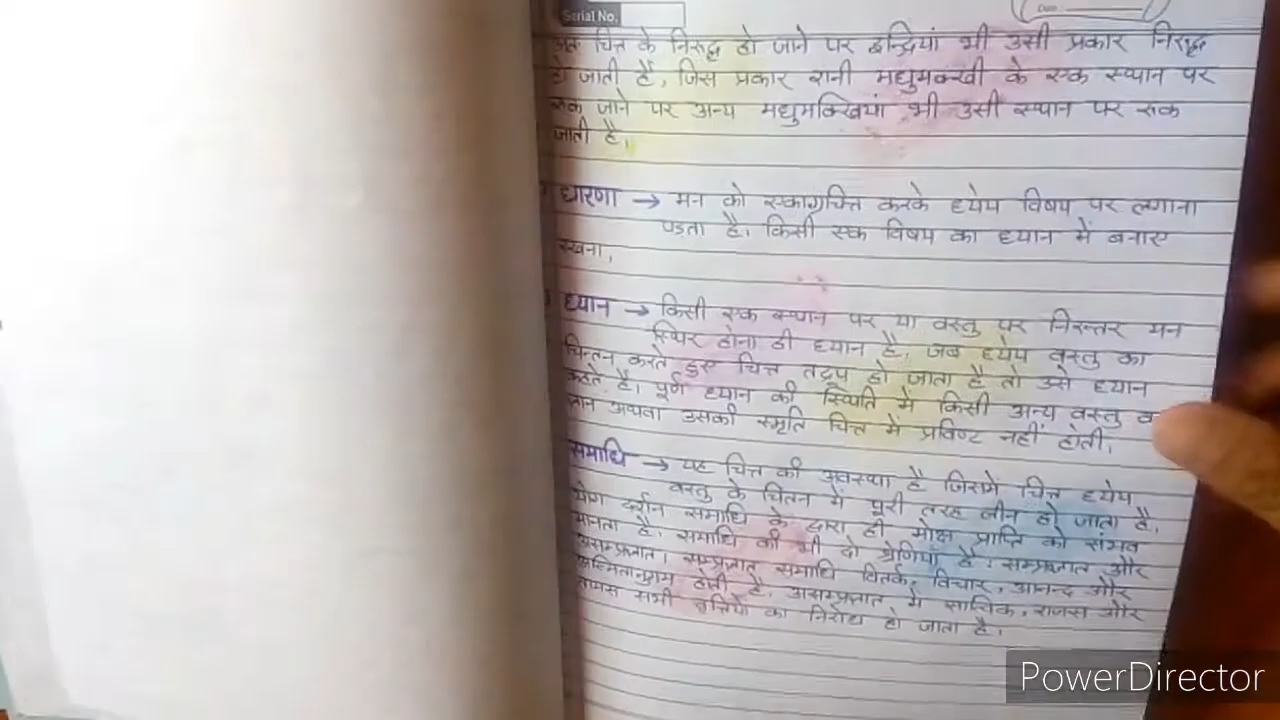 Serial No.
Date :
अतः चित्त के निरुद्ध हो जाने पर इन्द्रियां भी उसी प्रकार निरुद्ध
हो जाती हैं, जिस प्रकार रानी मधुमक्खी के एक स्थान पर
रुक जाने पर अन्य मधुमक्खियां भी उसी स्थान पर रुक
जाती है।
धारणा → मन को एकाग्रचित्त करके ध्येय विषय पर लगाना
पड़ता है। किसी एक विषय का ध्यान में बनाए
रखना।
ध्यान → किसी एक स्थान पर या वस्तु पर निरन्तर मन
स्थिर होना ही ध्यान है, जब ध्येय वस्तु का
चिन्तन करते हुए चित्त तद्रूप हो जाता है तो उसे ध्यान
कहते है। पूर्ण ध्यान की स्थिति में किसी अन्य वस्तु
ज्ञान अथवा उसकी स्मृति चित्त में प्रविष्ट नहीं होती।
समाधि → यह चित्त की अवस्था है जिसमें चित्त ध्येय
वस्तु के चिंतन में पूरी तरह लीन हो जाता है।
योग दर्शन समाधि के द्वारा ही मोक्ष प्राप्ति को संभव
मानता है। समाधि की भी दो श्रेणियाँ है: सम्प्रज्ञात और
असम्प्रज्ञात। सम्प्रज्ञात समाधि वितर्क, विचार, आनन्द और
अस्मितानुगम होती है, असम्प्रज्ञात में सात्विक, राजस और
तामस सभी वृत्तियों का निरोध हो जाता है।
PowerDirector